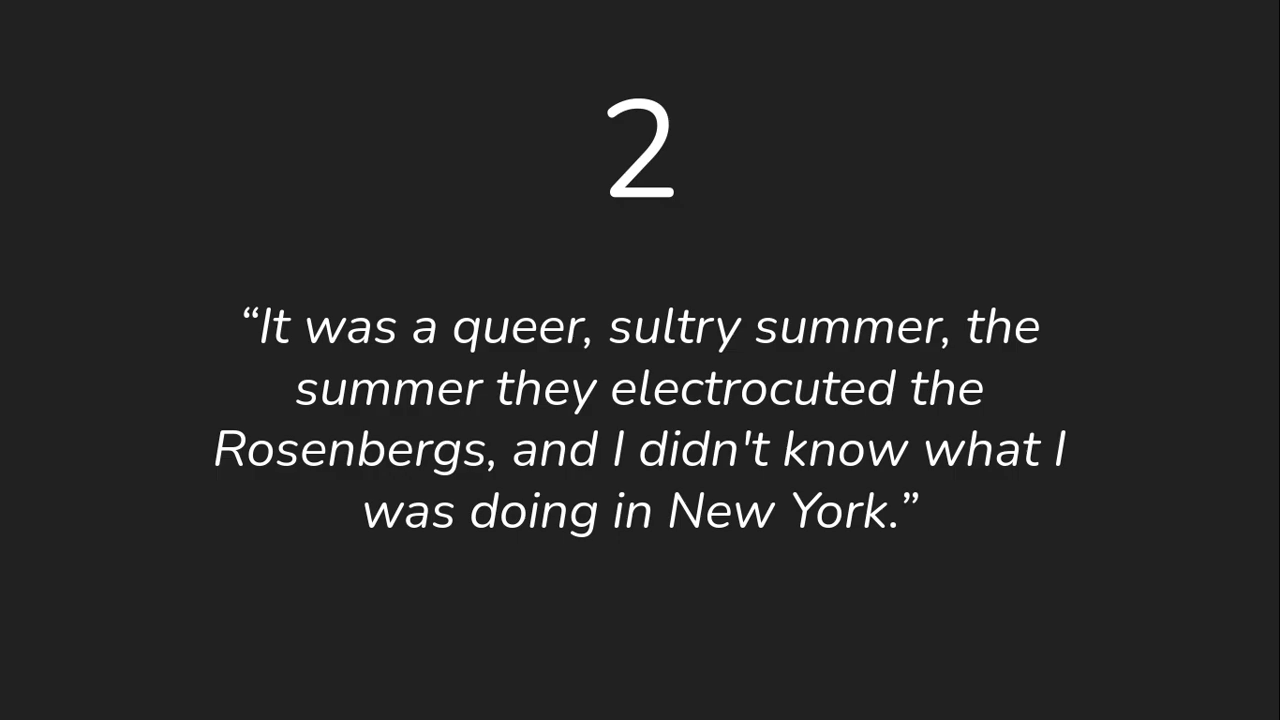 2
“It was a queer, sultry summer, the
summer they electrocuted the
Rosenbergs, and I didn't know what I
was doing in New York.”